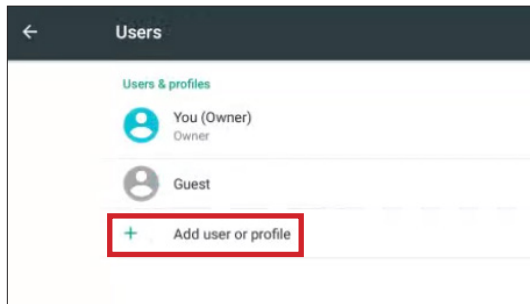 Users
Users & profiles
You (Owner)
Owner
Guest
Add user or profile